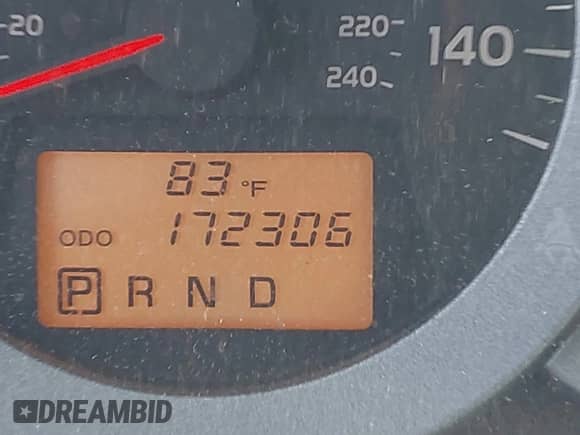 20
220
140
240
83 °F
ODO 172306
P R N D
DREAMBID